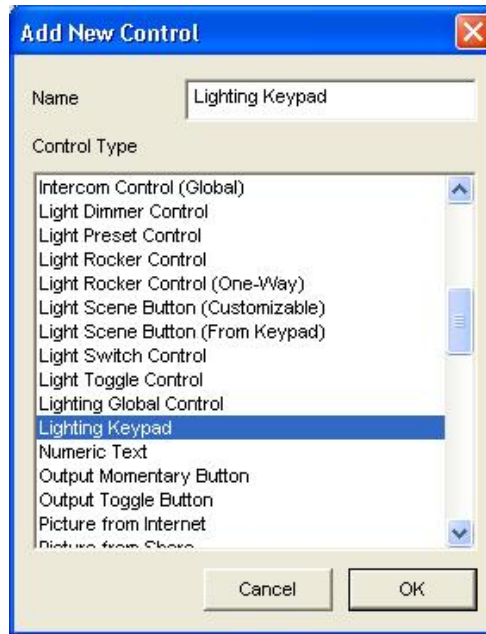 Add New Control
Name
Lighting Keypad
Control Type
Intercom Control (Global)
Light Dimmer Control
Light Preset Control
Light Rocker Control
Light Rocker Control (One-Way)
Light Scene Button (Customizable)
Light Scene Button (From Keypad)
Light Switch Control
Light Toggle Control
Lighting Global Control
Lighting Keypad
Numeric Text
Output Momentary Button
Output Toggle Button
Picture from Internet
Picture from Share
Cancel
OK